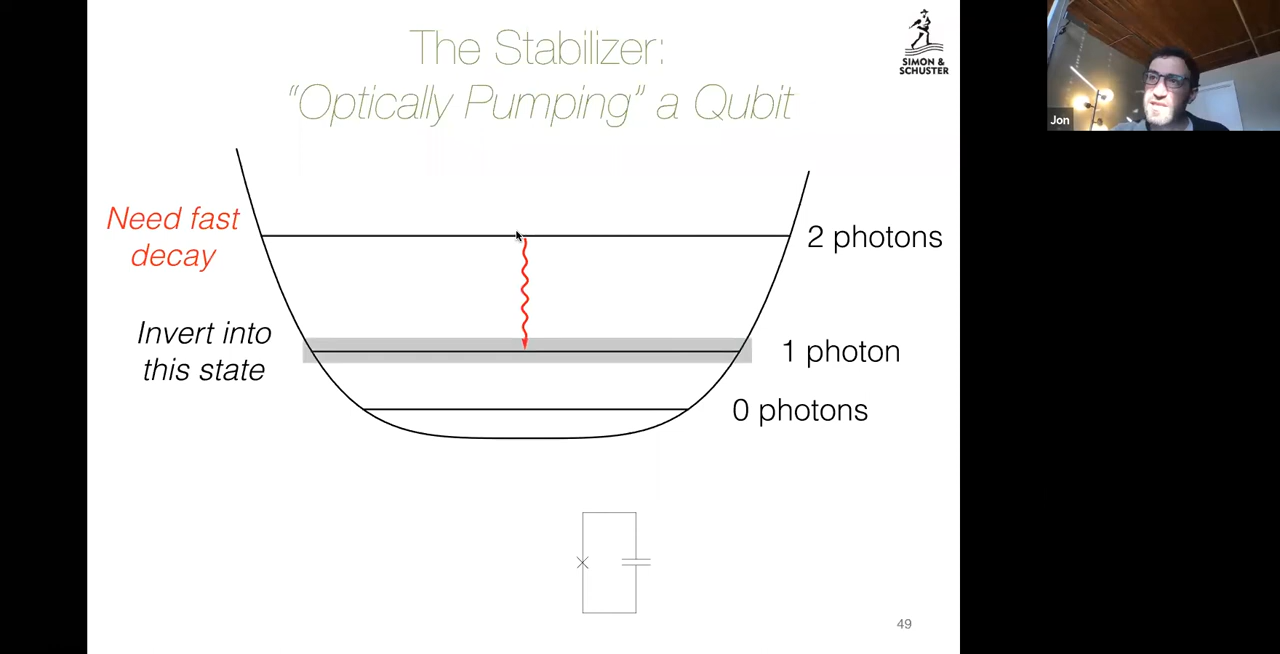 The Stabilizer:
"Optically Pumping" a Qubit
SIMON &
SCHUSTER
Jon
Need fast
decay
2 photons
Invert into
this state
1 photon
0 photons
49